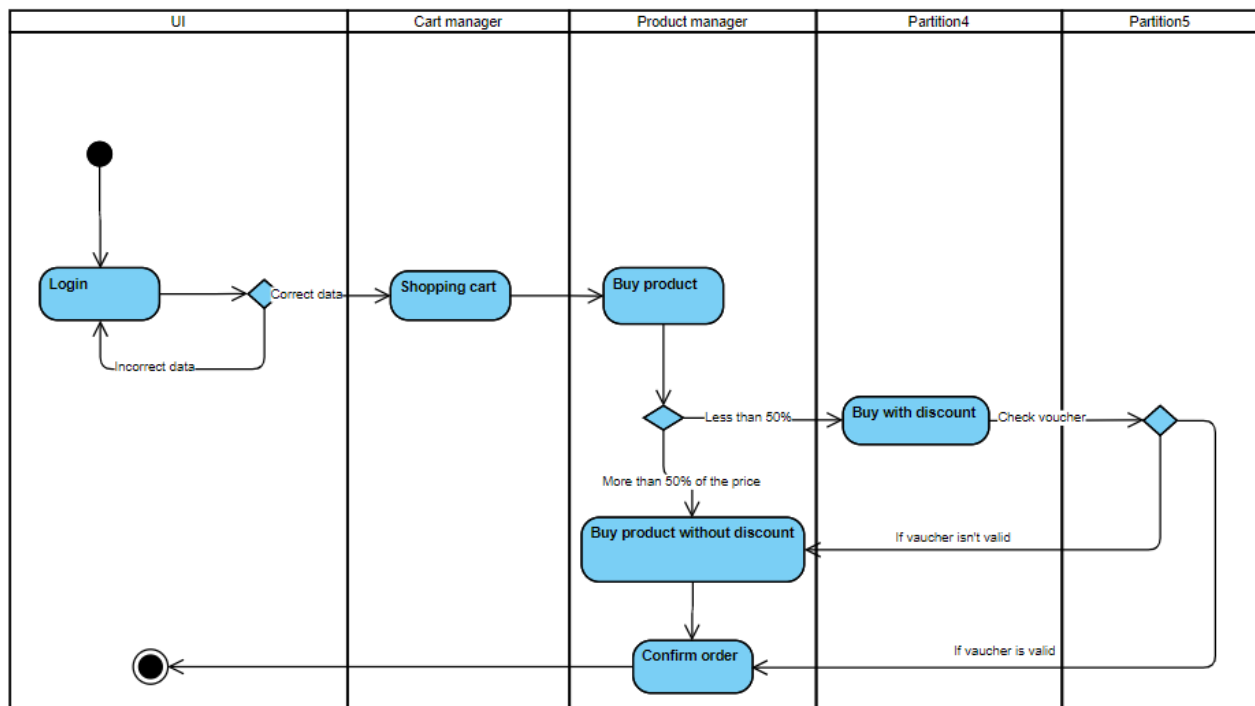 UI
Cart manager
Product manager
Partition4
Partition5
Login
Correct data
Shopping cart
Buy product
Incorrect data
Less than 50%
Buy with discount
Check voucher
More than 50% of the price
Buy product without discount
If vaucher isn't valid
Confirm order
If vaucher is valid